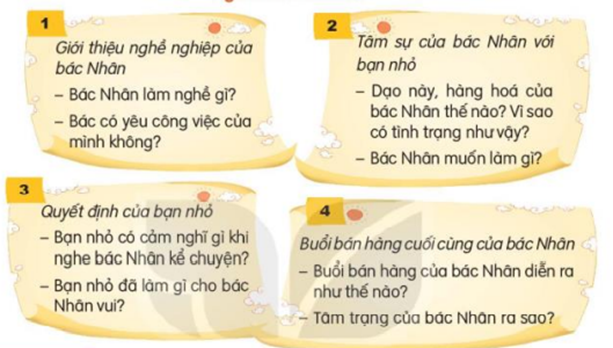 1
Giới thiệu nghề nghiệp của
bác Nhân
– Bác Nhân làm nghề gì?
– Bác có yêu công việc của
mình không?
2
Tâm sự của bác Nhân với
bạn nhỏ
– Dạo này, hàng hoá của
bác Nhân thế nào? Vì sao
có tình trạng như vậy?
– Bác Nhân muốn làm gì?
3
Quyết định của bạn nhỏ
– Bạn nhỏ có cảm nghĩ gì khi
nghe bác Nhân kể chuyện?
– Bạn nhỏ đã làm gì cho bác
Nhân vui?
4
Buổi bán hàng cuối cùng của bác Nhân
– Buổi bán hàng của bác Nhân diễn ra
như thế nào?
– Tâm trạng của bác Nhân ra sao?